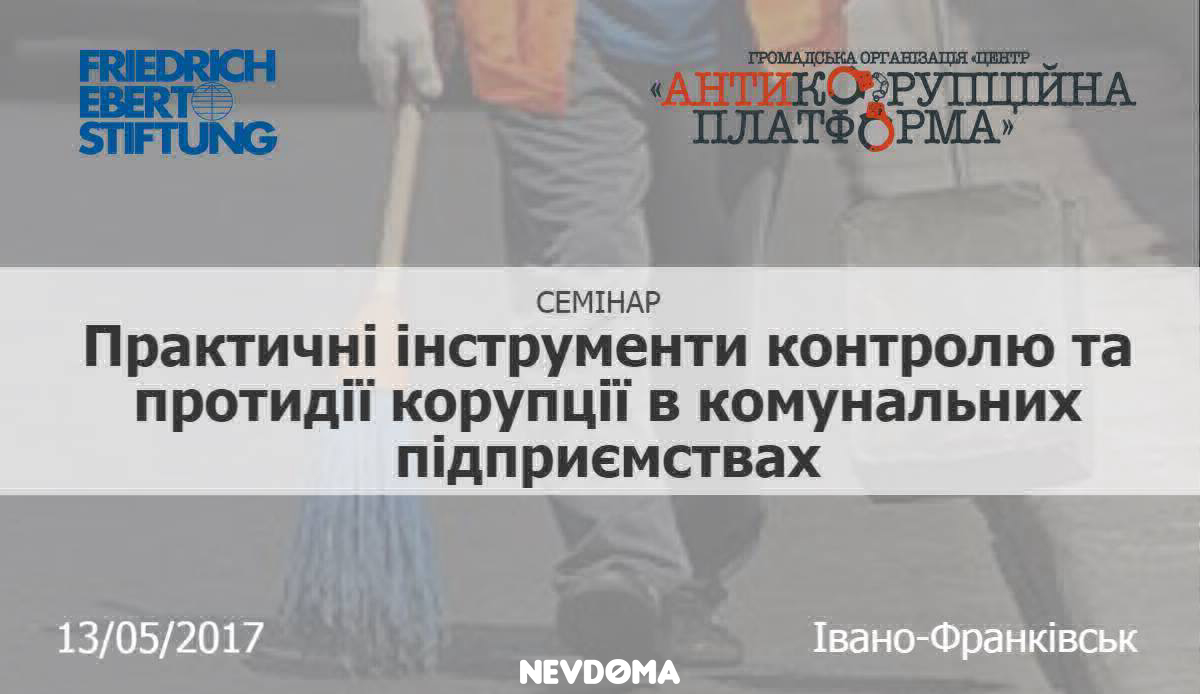 FRIEDRICH
EBERT
STIFTUNG
ГРОМАДСЬКА ОРГАНІЗАЦІЯ «ЦЕНТР
«АНТИКОРУПЦІЙНА
ПЛАТФОРМА»
СЕМІНАР
Практичні інструменти контролю та
протидії корупції в комунальних
підприємствах
13/05/2017
Івано-Франківськ
NEVDOMA